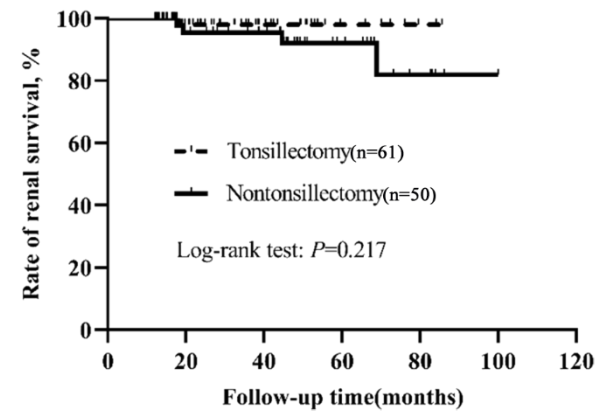 Rate of renal survival, %
100
80
60
40
20
0
Tonsillectomy(n=61)
Nontonsillectomy(n=50)
Log-rank test: P=0.217
0 20 40 60 80 100 120
Follow-up time(months)